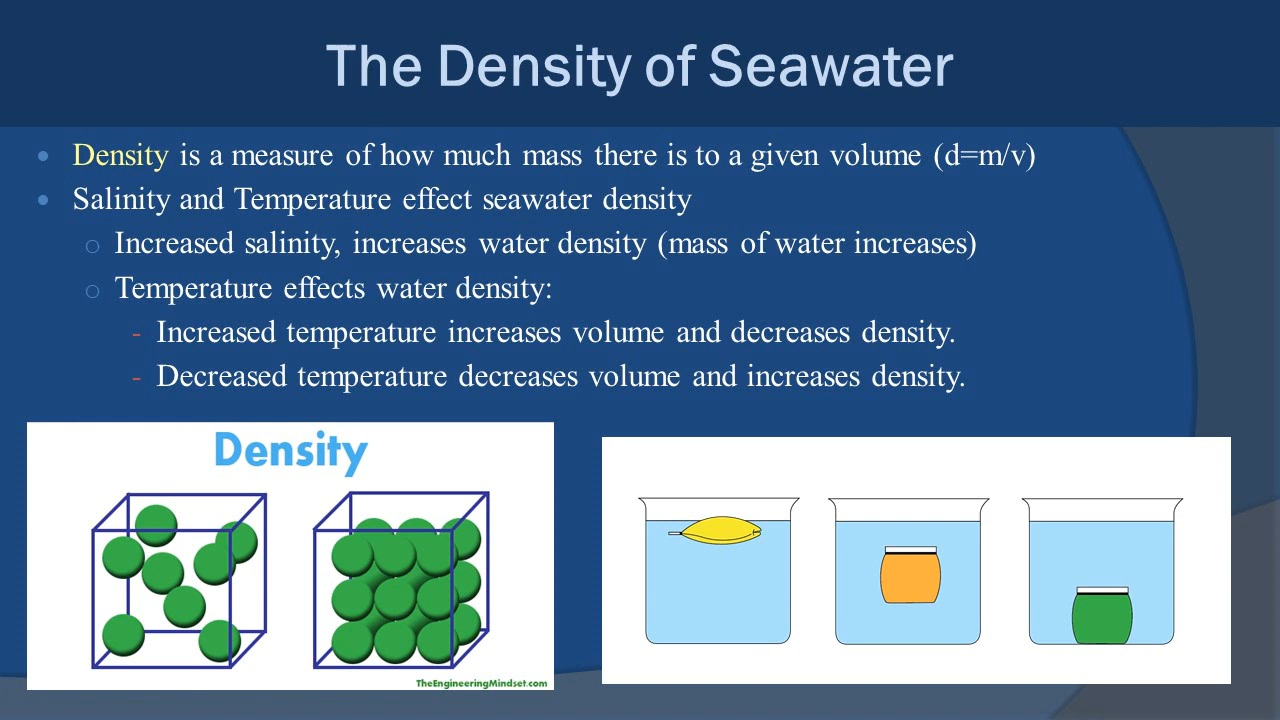 The Density of Seawater
• Density is a measure of how much mass there is to a given volume (d=m/v)
• Salinity and Temperature effect seawater density
o Increased salinity, increases water density (mass of water increases)
o Temperature effects water density:
- Increased temperature increases volume and decreases density.
- Decreased temperature decreases volume and increases density.
Density
TheEngineeringMindset.com